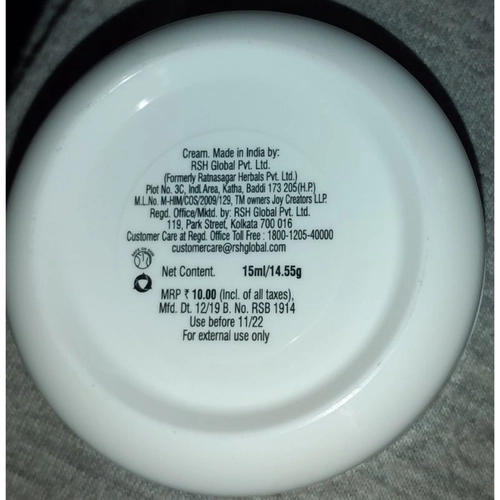 Cream. Made in India by:
RSH Global Pvt. Ltd.
(Formerly Ratnasagar Herbals Pvt. Ltd.)
Plot No. 3C, Indl.Area, Katha, Baddi 173 205(H.P.)
M.L.No. M-HIM/COS/2009/129, TM owners Joy Creators LLP.
Regd. Office/Mktd. by: RSH Global Pvt. Ltd.
119, Park Street, Kolkata 700 016
Customer Care at Regd. Office Toll Free : 1800-1205-40000
customercare@rshglobal.com
Net Content. 15ml/14.55g
MRP ₹ 10.00 (Incl. of all taxes),
Mfd. Dt. 12/19 B. No. RSB 1914
Use before 11/22
For external use only